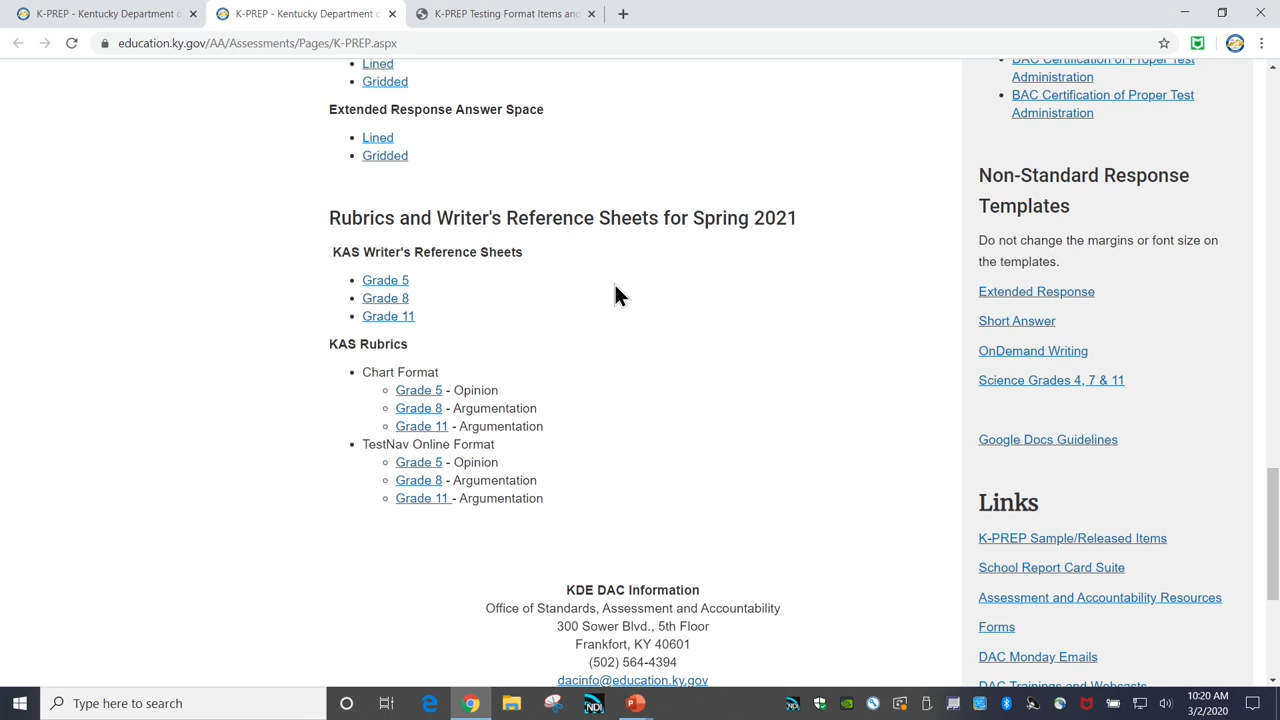 K-PREP - Kentucky Department o
K-PREP - Kentucky Department o
K-PREP Testing Format Items and
education.ky.gov/AA/Assessments/Pages/K-PREP.aspx
Lined
Gridded
Extended Response Answer Space
Lined
Gridded
Rubrics and Writer's Reference Sheets for Spring 2021
KAS Writer's Reference Sheets
Grade 5
Grade 8
Grade 11
KAS Rubrics
Chart Format
Grade 5 - Opinion
Grade 8 - Argumentation
Grade 11 - Argumentation
TestNav Online Format
Grade 5 - Opinion
Grade 8 - Argumentation
Grade 11 - Argumentation
KDE DAC Information
Office of Standards, Assessment and Accountability
300 Sower Blvd., 5th Floor
Frankfort, KY 40601
(502) 564-4394
dacinfo@education.ky.gov
DAC Certification of Proper Test
Administration
BAC Certification of Proper Test
Administration
Non-Standard Response
Templates
Do not change the margins or font size on
the templates.
Extended Response
Short Answer
OnDemand Writing
Science Grades 4, 7 & 11
Google Docs Guidelines
Links
K-PREP Sample/Released Items
School Report Card Suite
Assessment and Accountability Resources
Forms
DAC Monday Emails
DAC Trainings and Webcasts
Type here to search
10:20 AM
3/2/2020